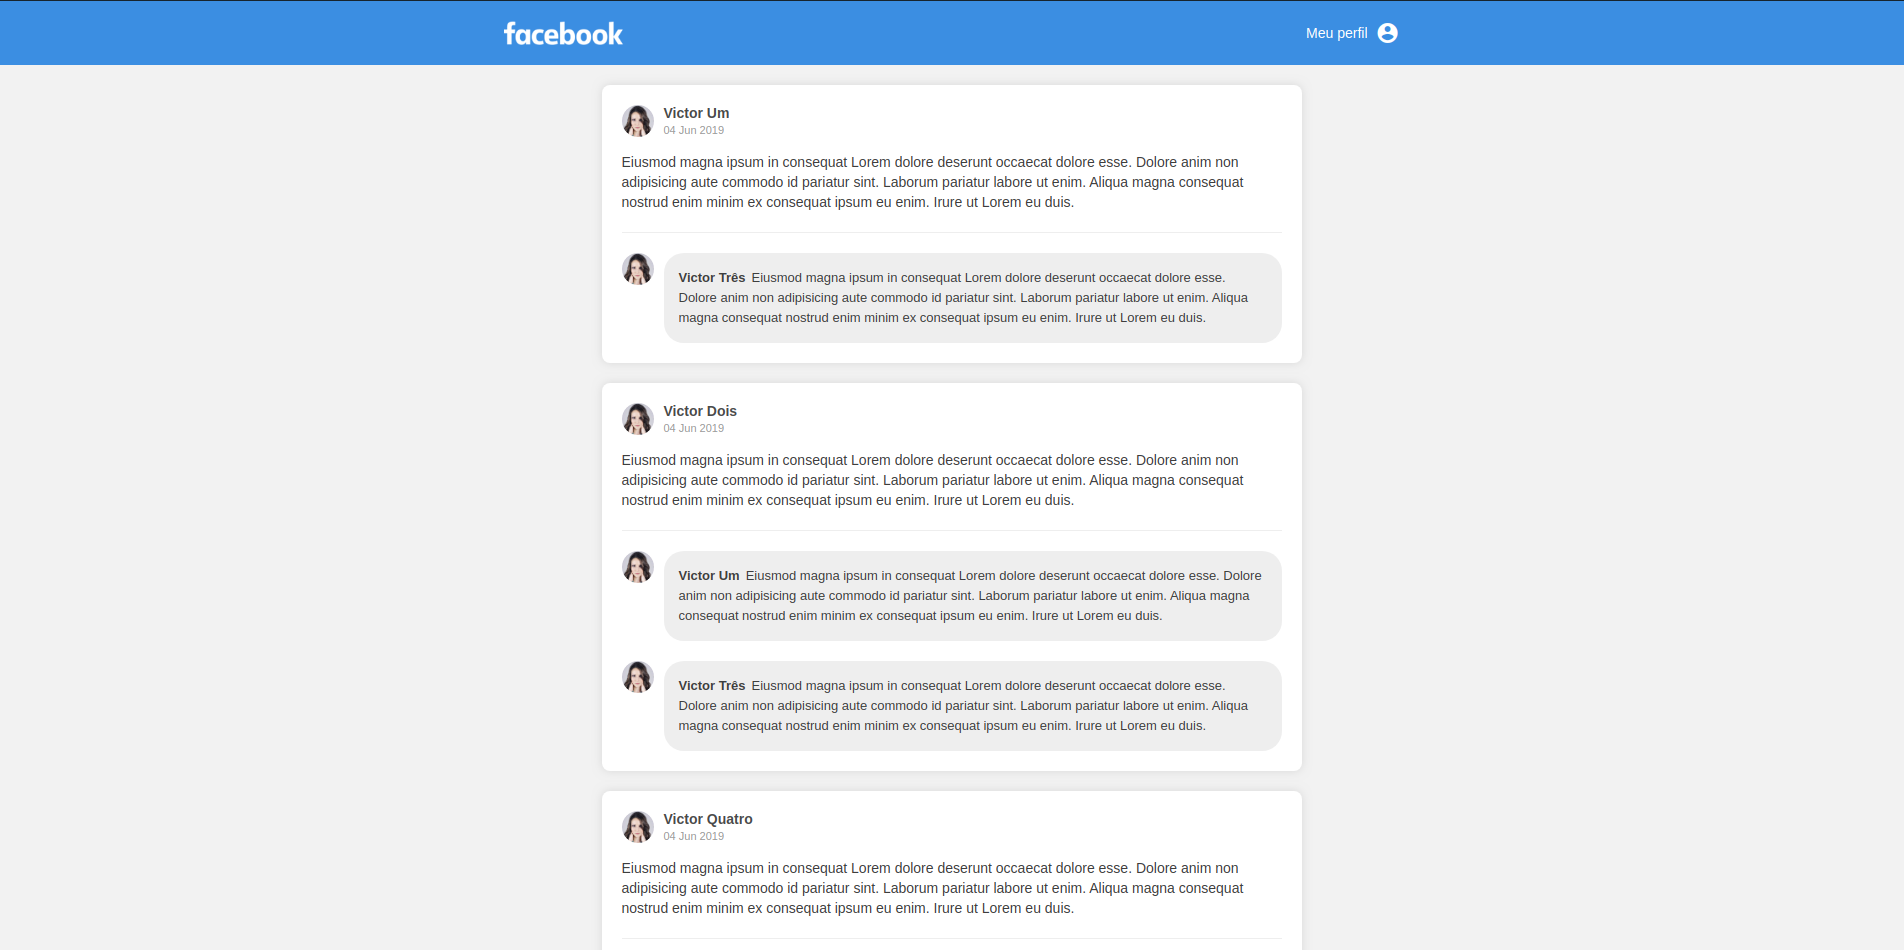 facebook
Meu perfil
Victor Um
04 Jun 2019
Eiusmod magna ipsum in consequat Lorem dolore deserunt occaecat dolore esse. Dolore anim non
adipisicing aute commodo id pariatur sint. Laborum pariatur labore ut enim. Aliqua magna consequat
nostrud enim minim ex consequat ipsum eu enim. Irure ut Lorem eu duis.
Victor Três Eiusmod magna ipsum in consequat Lorem dolore deserunt occaecat dolore esse.
Dolore anim non adipisicing aute commodo id pariatur sint. Laborum pariatur labore ut enim. Aliqua
magna consequat nostrud enim minim ex consequat ipsum eu enim. Irure ut Lorem eu duis.
Victor Dois
04 Jun 2019
Eiusmod magna ipsum in consequat Lorem dolore deserunt occaecat dolore esse. Dolore anim non
adipisicing aute commodo id pariatur sint. Laborum pariatur labore ut enim. Aliqua magna consequat
nostrud enim minim ex consequat ipsum eu enim. Irure ut Lorem eu duis.
Victor Um Eiusmod magna ipsum in consequat Lorem dolore deserunt occaecat dolore esse. Dolore
anim non adipisicing aute commodo id pariatur sint. Laborum pariatur labore ut enim. Aliqua magna
consequat nostrud enim minim ex consequat ipsum eu enim. Irure ut Lorem eu duis.
Victor Três Eiusmod magna ipsum in consequat Lorem dolore deserunt occaecat dolore esse.
Dolore anim non adipisicing aute commodo id pariatur sint. Laborum pariatur labore ut enim. Aliqua
magna consequat nostrud enim minim ex consequat ipsum eu enim. Irure ut Lorem eu duis.
Victor Quatro
04 Jun 2019
Eiusmod magna ipsum in consequat Lorem dolore deserunt occaecat dolore esse. Dolore anim non
adipisicing aute commodo id pariatur sint. Laborum pariatur labore ut enim. Aliqua magna consequat
nostrud enim minim ex consequat ipsum eu enim. Irure ut Lorem eu duis.